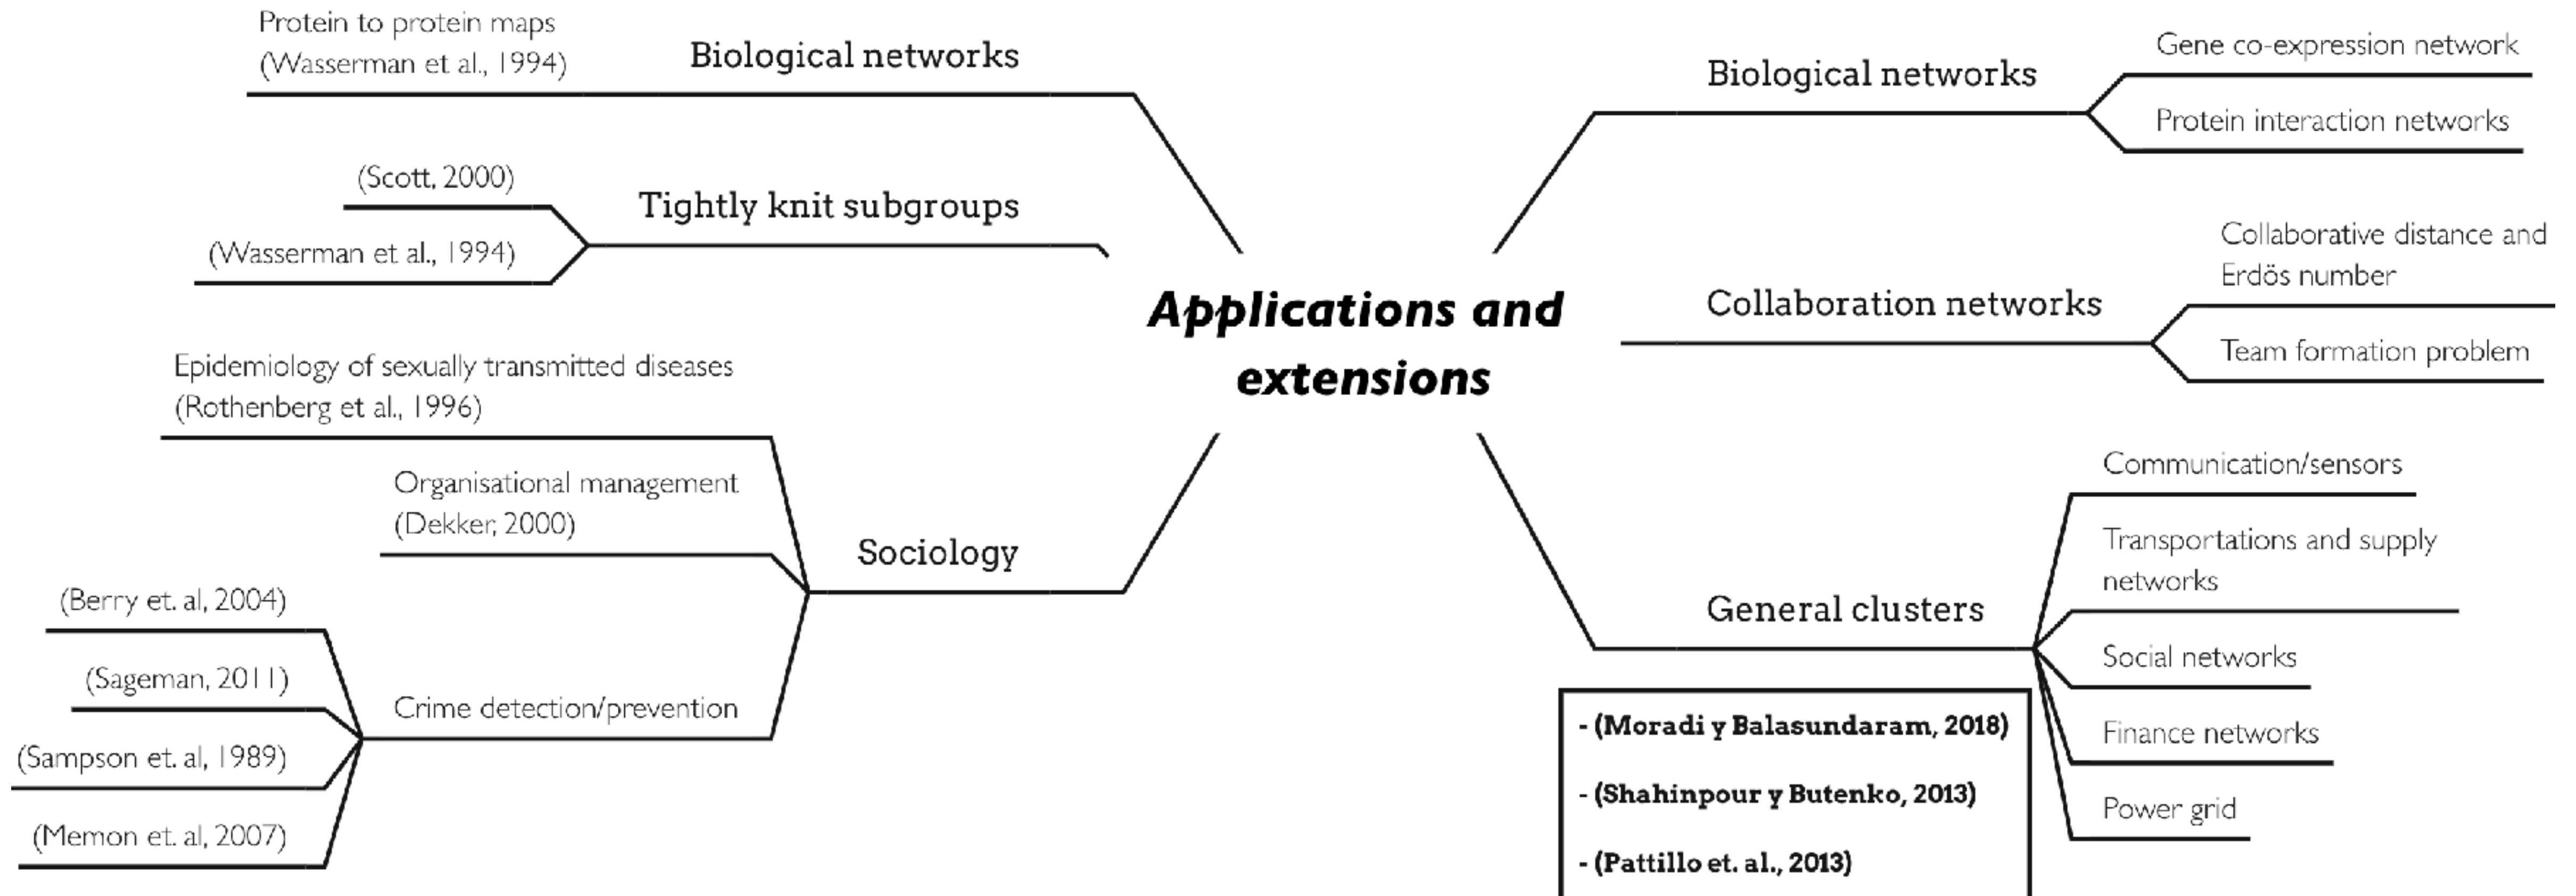 Protein to protein maps
(Wasserman et al., 1994)
Biological networks
(Scott, 2000)
Tightly knit subgroups
(Wasserman et al., 1994)
Epidemiology of sexually transmitted diseases
(Rothenberg et al., 1996)
Organisational management
(Dekker, 2000)
Sociology
(Berry et. al, 2004)
(Sageman, 2011)
Crime detection/prevention
(Sampson et. al, 1989)
(Memon et. al, 2007)
Applications and
extensions
Biological networks
Gene co-expression network
Protein interaction networks
Collaboration networks
Collaborative distance and
Erdös number
Team formation problem
General clusters
Communication/sensors
Transportations and supply
networks
Social networks
Finance networks
Power grid
- (Moradi y Balasundaram, 2018)
- (Shahinpour y Butenko, 2013)
- (Pattillo et. al., 2013)